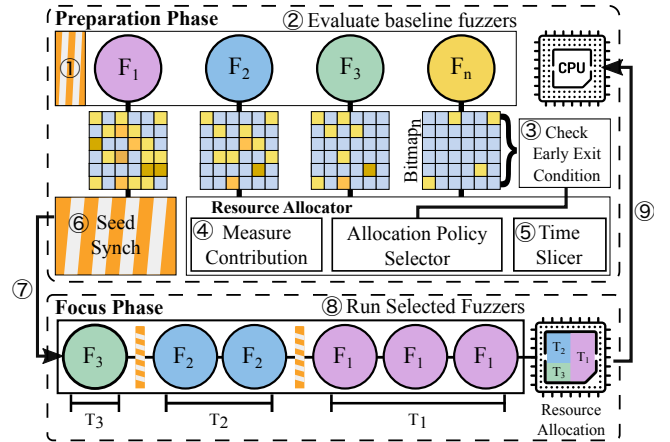 Preparation Phase
② Evaluate baseline fuzzers
①
F1
F2
F3
Fn
CPU
Bitmapn
③ Check
Early Exit
Condition
⑥ Seed
Synch
Resource Allocator
④ Measure
Contribution
Allocation Policy
Selector
⑤ Time
Slicer
⑨
⑦
Focus Phase
⑧ Run Selected Fuzzers
F3
F2
F2
F1
F1
F1
T2
T1
T3
T3
T2
T1
Resource
Allocation